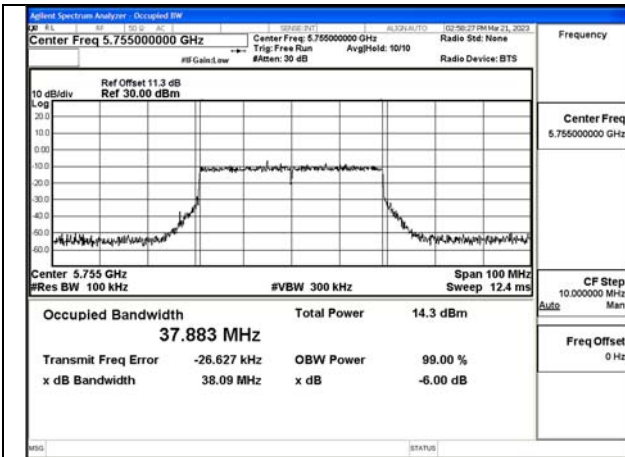 Agilent Spectrum Analyzer - Occupied BW
RL RF 50 Ω AC SENSE:INT ALIGN AUTO 02:58:27 PM Mar 21, 2023
Center Freq 5.755000000 GHz Center Freq: 5.755000000 GHz Radio Std: None Frequency
Trig: Free Run Avg|Hold: 10/10
#IFGain:Low #Atten: 30 dB Radio Device: BTS
Ref Offset 11.3 dB
10 dB/div Ref 30.00 dBm
Log
20.0
10.0
0.00
-10.0
-20.0
-30.0
-40.0
-50.0
-60.0
Center Freq
5.755000000 GHz
Center 5.755 GHz Span 100 MHz
#Res BW 100 kHz #VBW 300 kHz Sweep 12.4 ms
CF Step
10.000000 MHz
Auto Man
Occupied Bandwidth Total Power 14.3 dBm
37.883 MHz
Transmit Freq Error -26.627 kHz OBW Power 99.00 %
x dB Bandwidth 38.09 MHz x dB -6.00 dB
Freq Offset
0 Hz
MSG STATUS